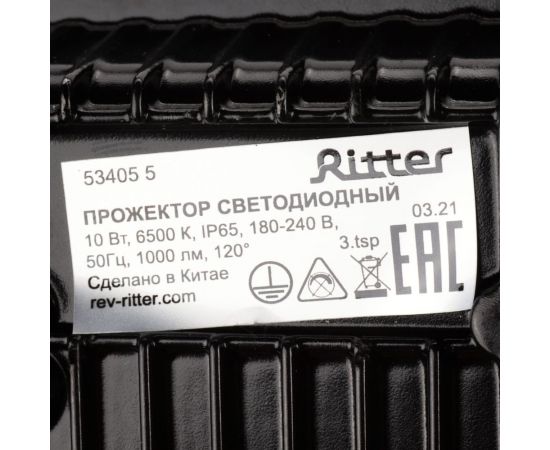 53405 5
Ritter
ПРОЖЕКТОР СВЕТОДИОДНЫЙ
10 Вт, 6500 К, IP65, 180-240 В,
50Гц, 1000 лм, 120°
Сделано в Китае
rev-ritter.com
03.21
3.tsp
EAC